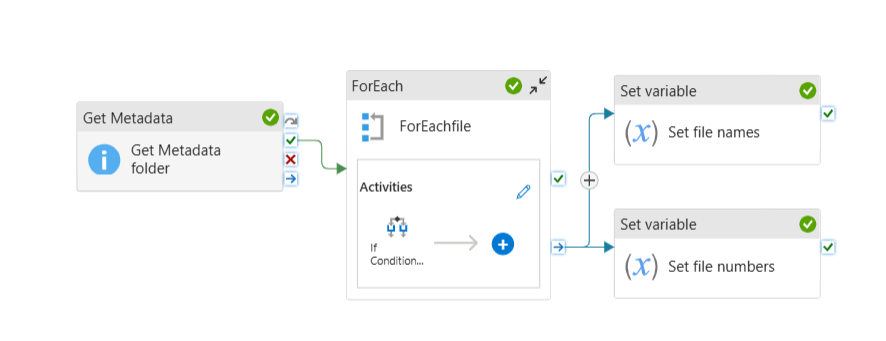 Get Metadata
Get Metadata
folder
ForEach
ForEachfile
Activities
If
Condition...
Set variable
(x) Set file names
Set variable
(x) Set file numbers